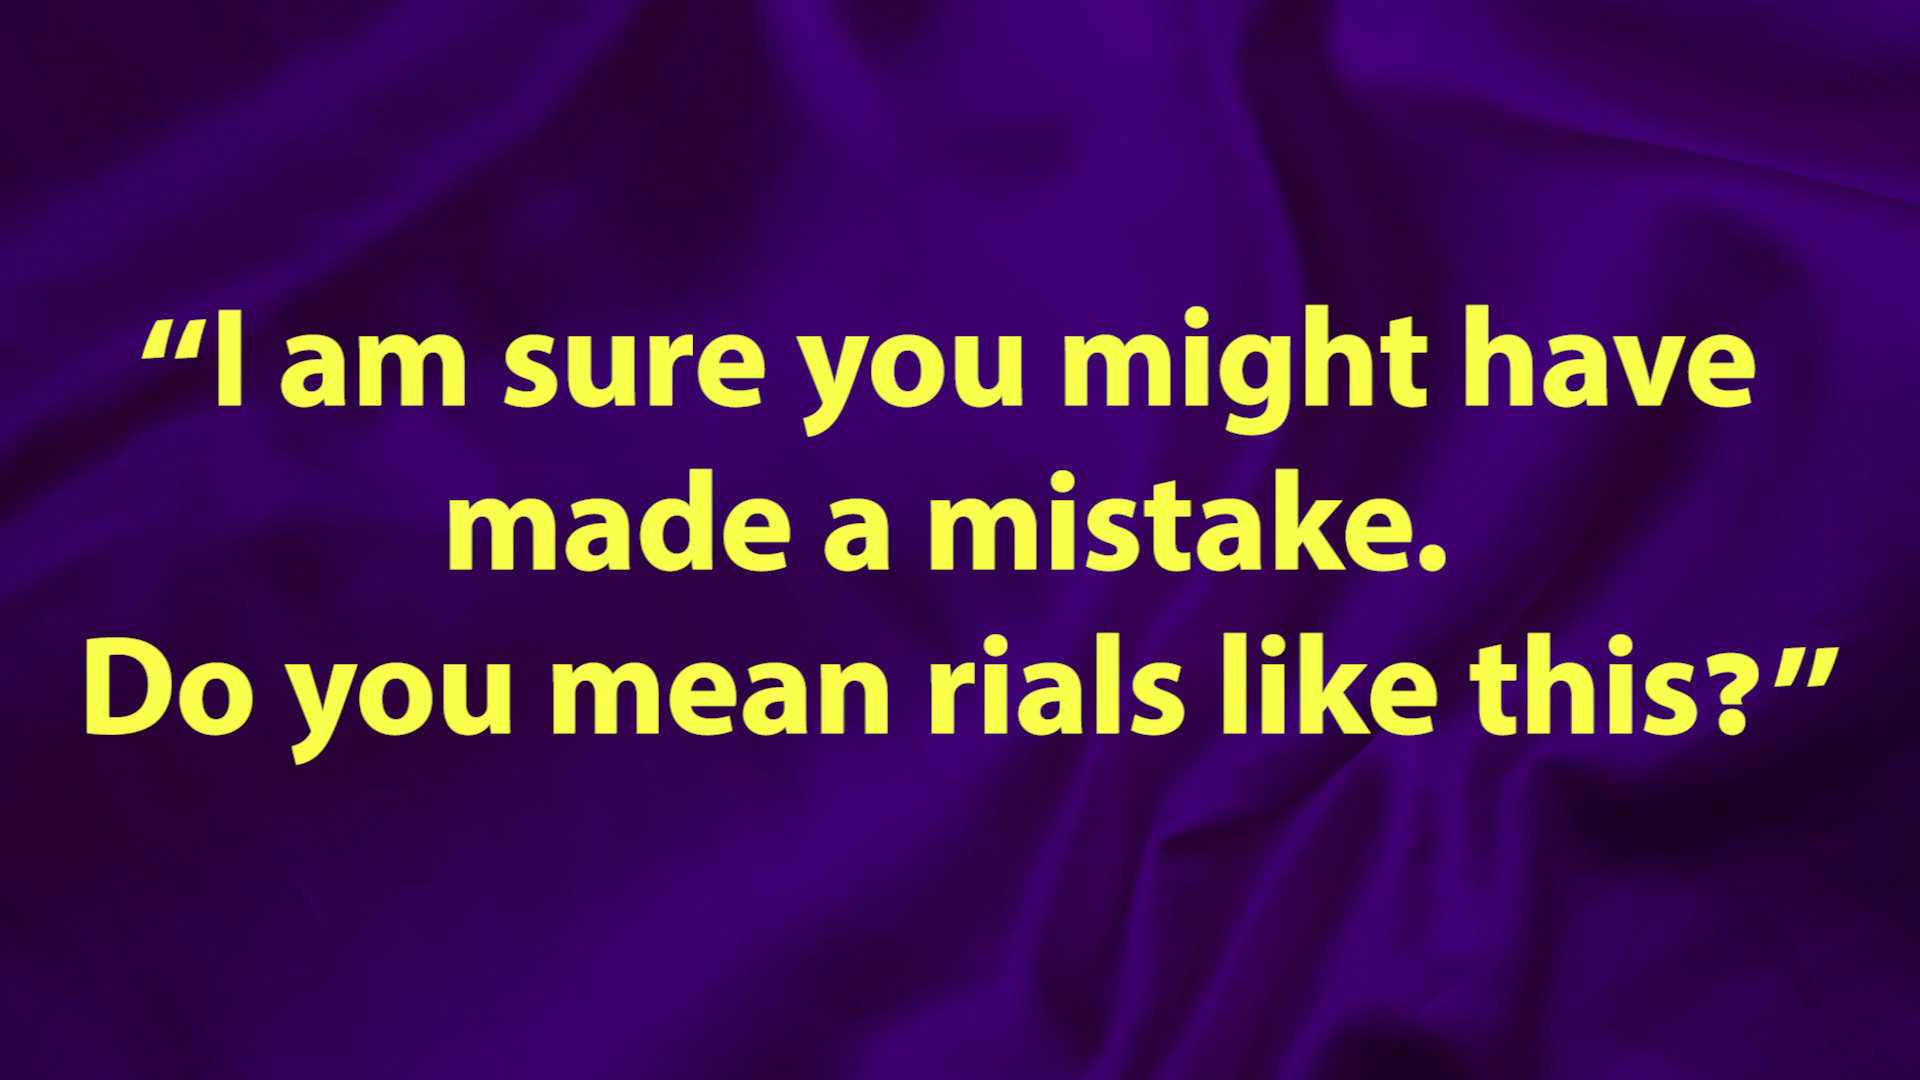 “I am sure you might have
made a mistake.
Do you mean rials like this?”